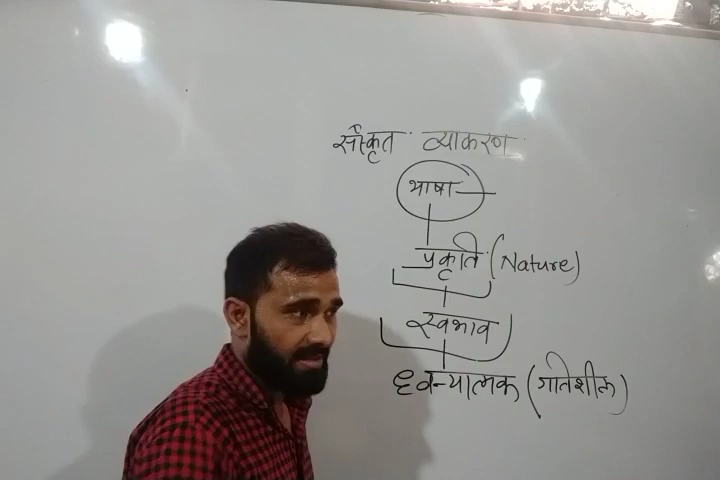 संस्कृत व्याकरण
भाषा
प्रकृति (Nature)
स्वभाव
ध्वन्यात्मक (गतिशील)